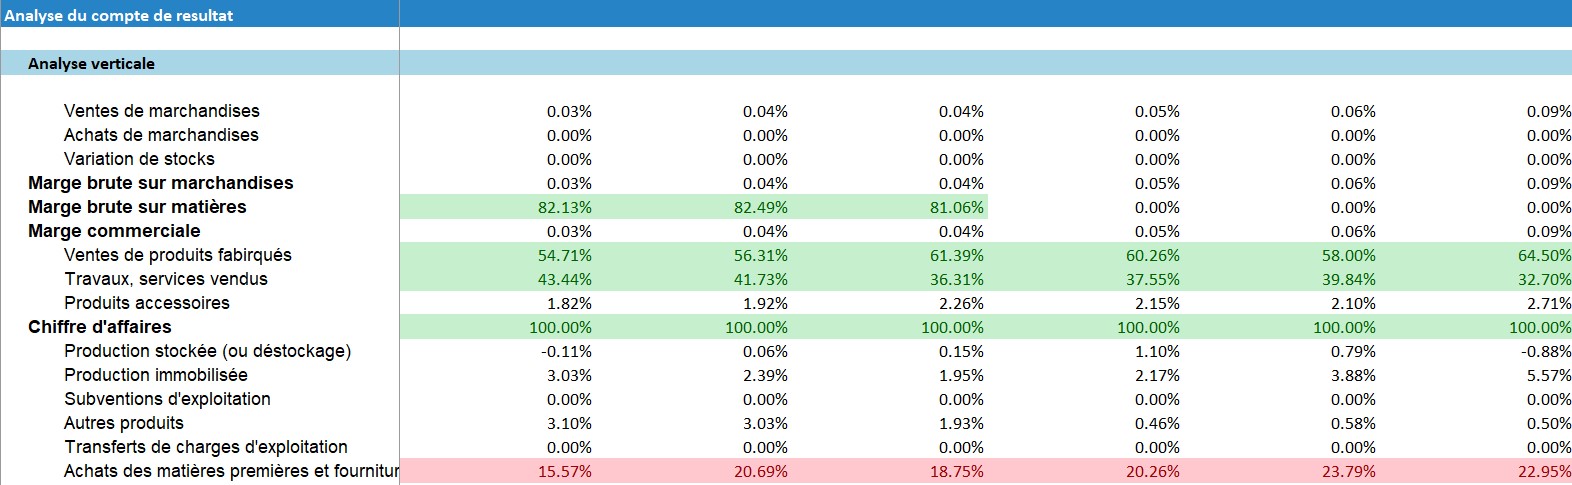 Analyse du compte de resultat
Analyse verticale
Ventes de marchandises 0.03% 0.04% 0.04% 0.05% 0.06% 0.09%
Achats de marchandises 0.00% 0.00% 0.00% 0.00% 0.00% 0.00%
Variation de stocks 0.00% 0.00% 0.00% 0.00% 0.00% 0.00%
Marge brute sur marchandises 0.03% 0.04% 0.04% 0.05% 0.06% 0.09%
Marge brute sur matières 82.13% 82.49% 81.06% 0.00% 0.00% 0.00%
Marge commerciale 0.03% 0.04% 0.04% 0.05% 0.06% 0.09%
Ventes de produits fabirqués 54.71% 56.31% 61.39% 60.26% 58.00% 64.50%
Travaux, services vendus 43.44% 41.73% 36.31% 37.55% 39.84% 32.70%
Produits accessoires 1.82% 1.92% 2.26% 2.15% 2.10% 2.71%
Chiffre d'affaires 100.00% 100.00% 100.00% 100.00% 100.00% 100.00%
Production stockée (ou déstockage) -0.11% 0.06% 0.15% 1.10% 0.79% -0.88%
Production immobilisée 3.03% 2.39% 1.95% 2.17% 3.88% 5.57%
Subventions d'exploitation 0.00% 0.00% 0.00% 0.00% 0.00% 0.00%
Autres produits 3.10% 3.03% 1.93% 0.46% 0.58% 0.50%
Transferts de charges d'exploitation 0.00% 0.00% 0.00% 0.00% 0.00% 0.00%
Achats des matières premières et fournitur 15.57% 20.69% 18.75% 20.26% 23.79% 22.95%